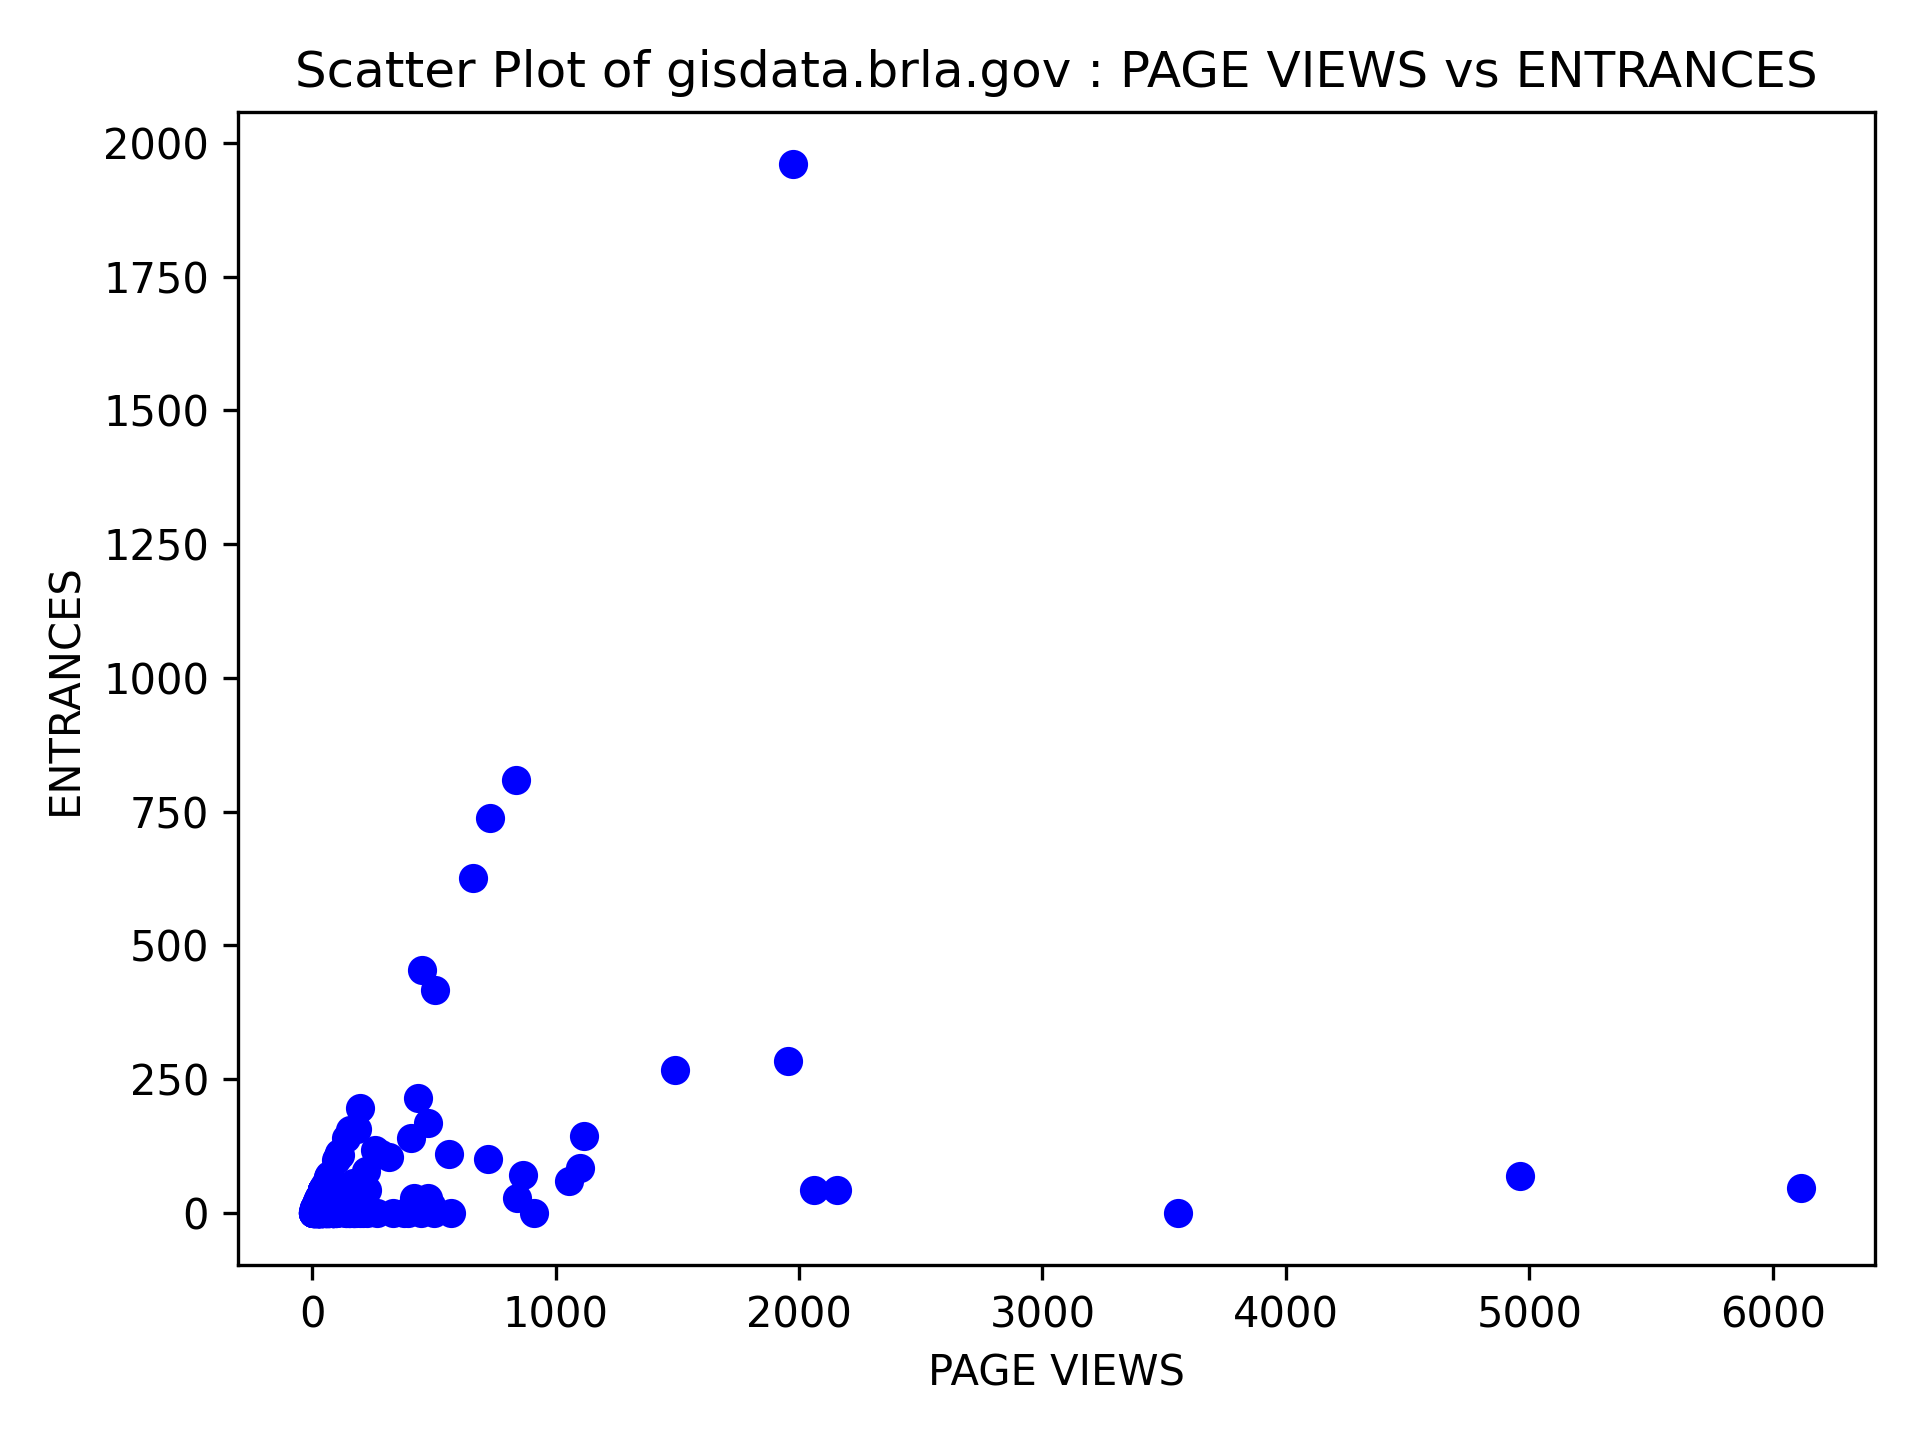 Scatter Plot of gisdata.brla.gov : PAGE VIEWS vs ENTRANCES
2000
1750
1500
1250
1000
750
500
250
0
ENTRANCES
0 1000 2000 3000 4000 5000 6000
PAGE VIEWS